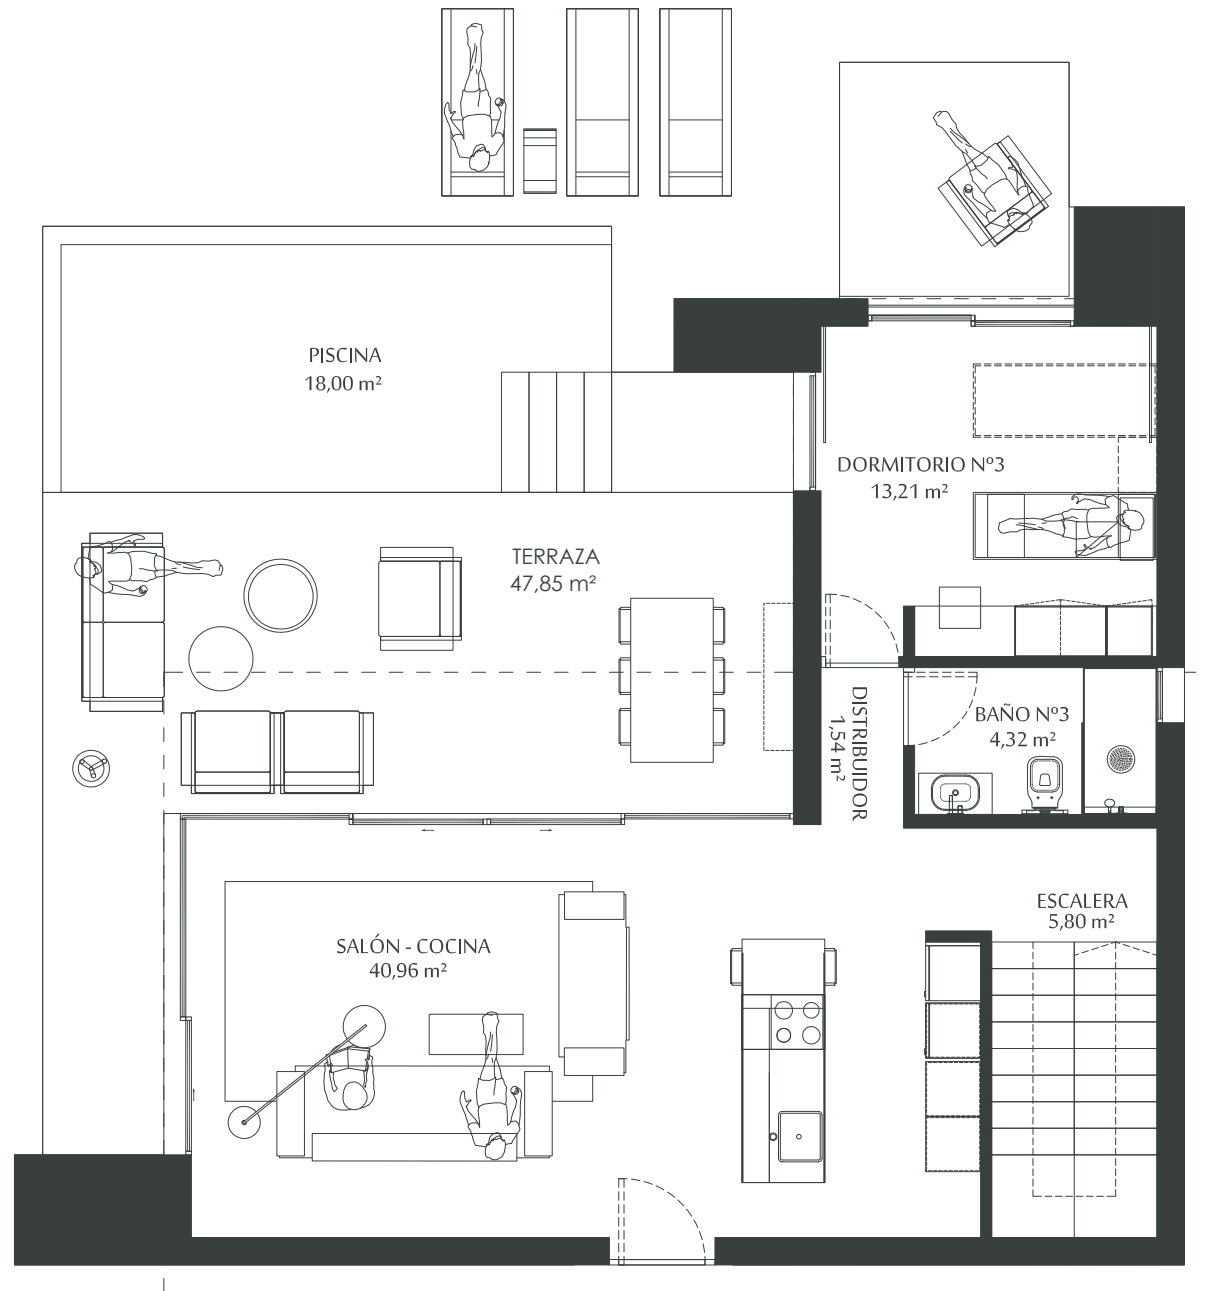 PISCINA
18,00 m²
DORMITORIO Nº3
13,21 m²
TERRAZA
47,85 m²
DISTRIBUIDOR
1,54 m²
BAÑO Nº3
4,32 m²
ESCALERA
5,80 m²
SALÓN - COCINA
40,96 m²